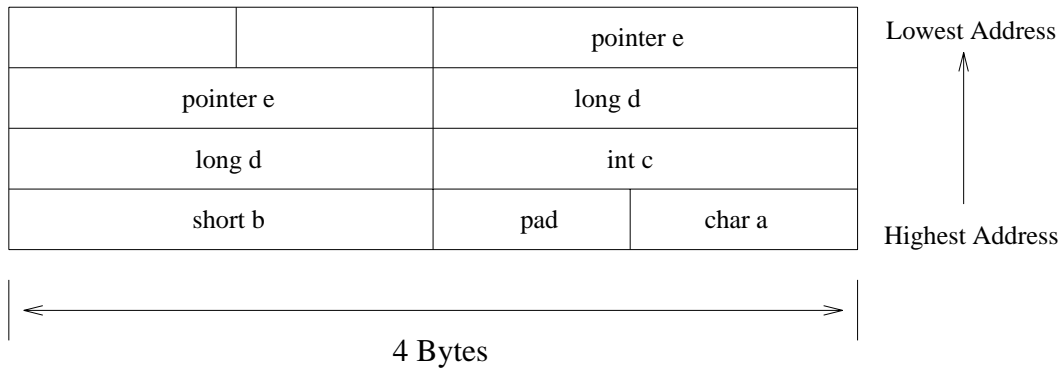 pointer e
Lowest Address
pointer e long d
long d int c
short b pad char a
Highest Address
4 Bytes